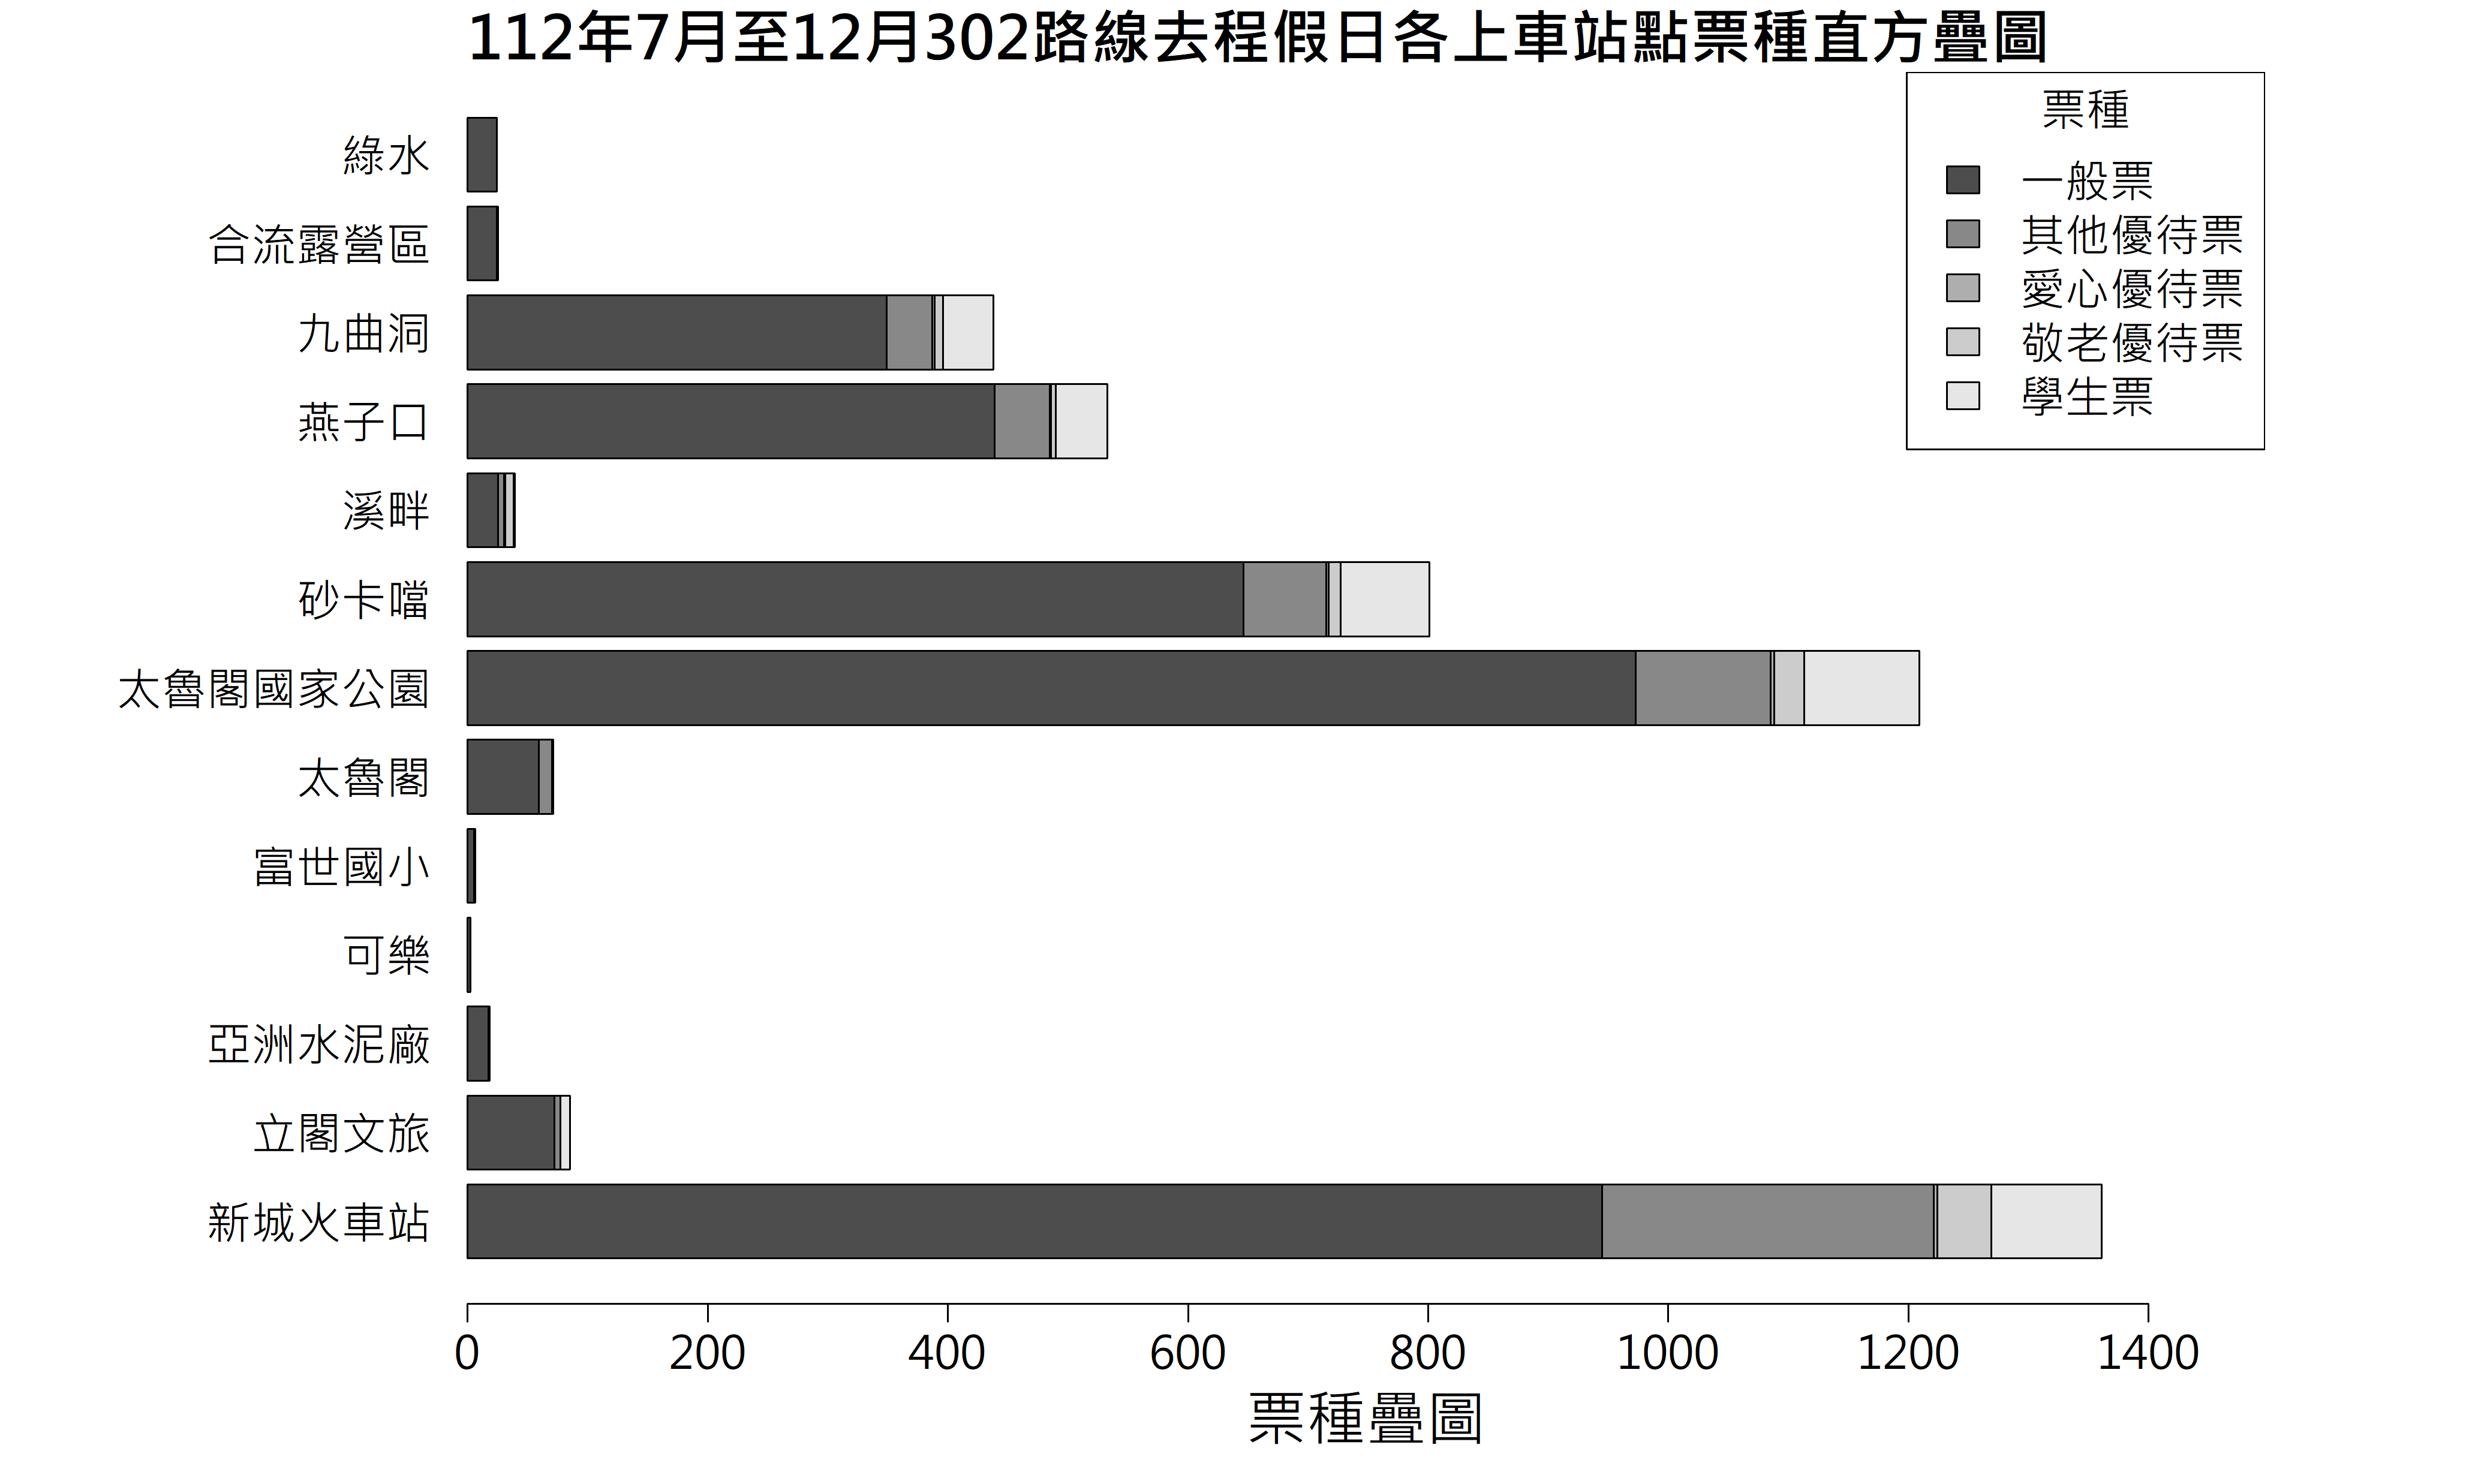 112年7月至12月302路線去程假日各上車站點票種直方疊圖
票種
一般票
其他優待票
愛心優待票
敬老優待票
學生票
綠水
合流露營區
九曲洞
燕子口
溪畔
砂卡噹
太魯閣國家公園
太魯閣
富世國小
可樂
亞洲水泥廠
立閣文旅
新城火車站
0 200 400 600 800 1000 1200 1400
票種疊圖